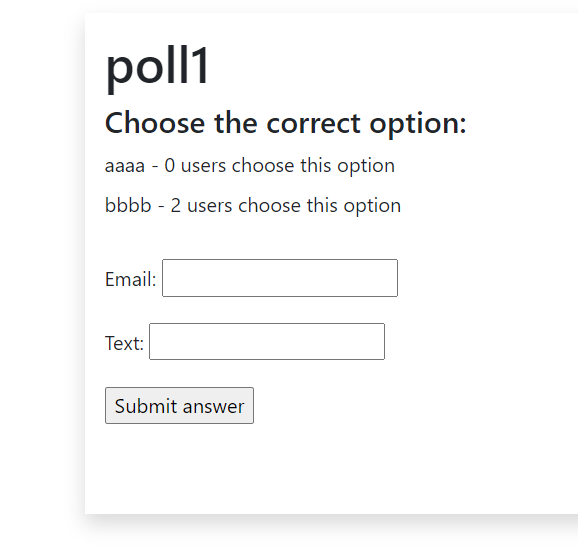 poll1
Choose the correct option:
aaaa - 0 users choose this option
bbbb - 2 users choose this option
Email:
Text:
Submit answer